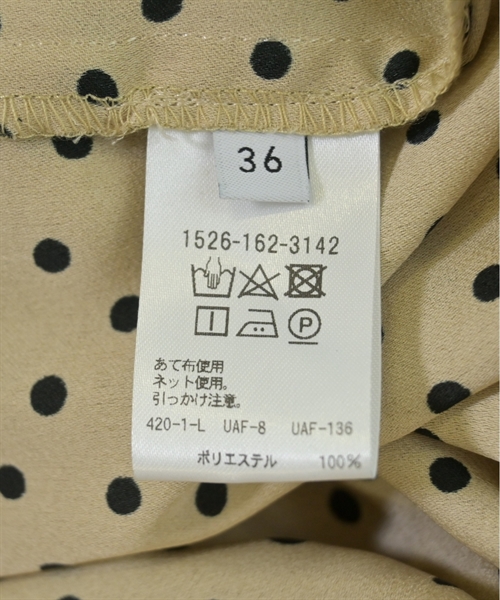 36
1526-162-3142
P
あて布使用
ネット使用。
引っかけ注意。
420-1-L UAF-8 UAF-136
ポリエステル 100%